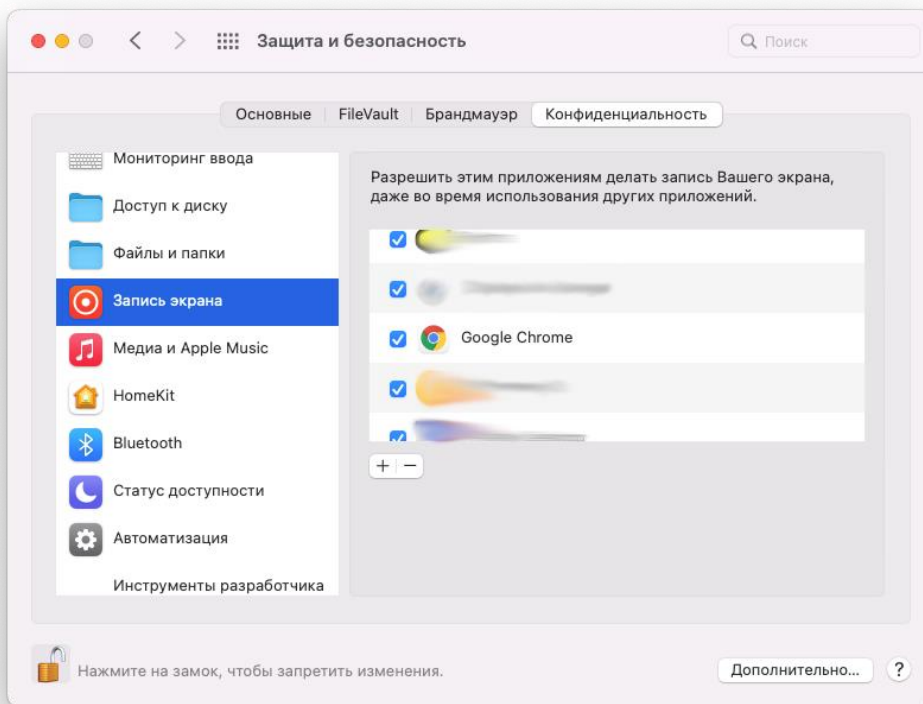 Защита и безопасность
Поиск
Основные FileVault Брандмауэр Конфиденциальность
Мониторинг ввода
Доступ к диску
Файлы и папки
Запись экрана
Медиа и Apple Music
HomeKit
Bluetooth
Статус доступности
Автоматизация
Инструменты разработчика
Разрешить этим приложениям делать запись Вашего экрана,
даже во время использования других приложений.
Google Chrome
+ −
Нажмите на замок, чтобы запретить изменения.
Дополнительно... ?